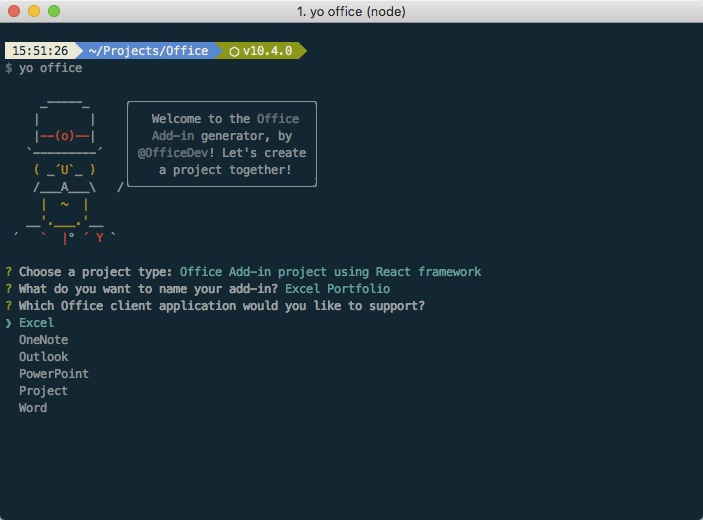 1. yo office (node)
15:51:26 ~/Projects/Office ⬡ v10.4.0
$ yo office
Welcome to the Office
Add-in generator, by
@OfficeDev! Let's create
a project together!
? Choose a project type: Office Add-in project using React framework
? What do you want to name your add-in? Excel Portfolio
? Which Office client application would you like to support?
❯ Excel
OneNote
Outlook
PowerPoint
Project
Word